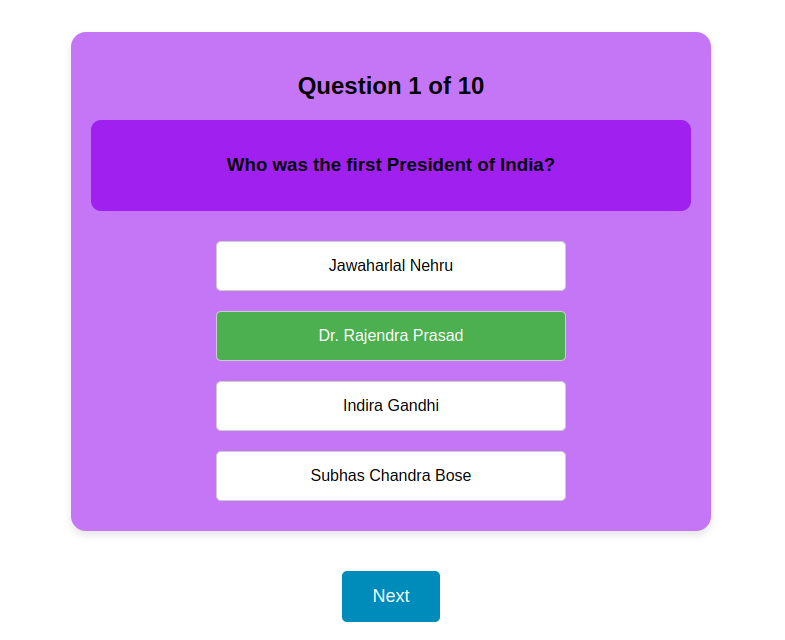 Question 1 of 10
Who was the first President of India?
Jawaharlal Nehru
Dr. Rajendra Prasad
Indira Gandhi
Subhas Chandra Bose
Next